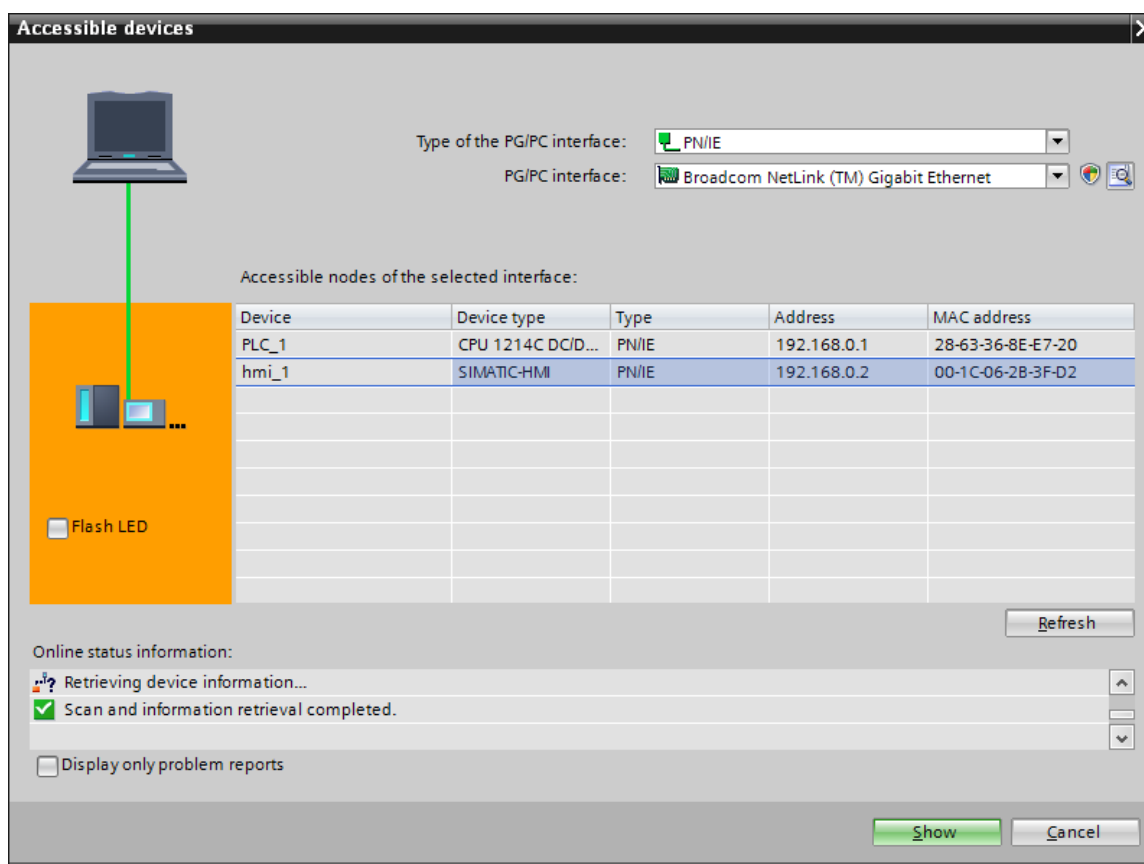 Accessible devices
Type of the PG/PC interface: PN/IE
PG/PC interface: Broadcom NetLink (TM) Gigabit Ethernet
Accessible nodes of the selected interface:
Device Device type Type Address MAC address
PLC_1 CPU 1214C DC/D... PN/IE 192.168.0.1 28-63-36-8E-E7-20
hmi_1 SIMATIC-HMI PN/IE 192.168.0.2 00-1C-06-2B-3F-D2
Flash LED
Refresh
Online status information:
Retrieving device information...
Scan and information retrieval completed.
Display only problem reports
Show Cancel